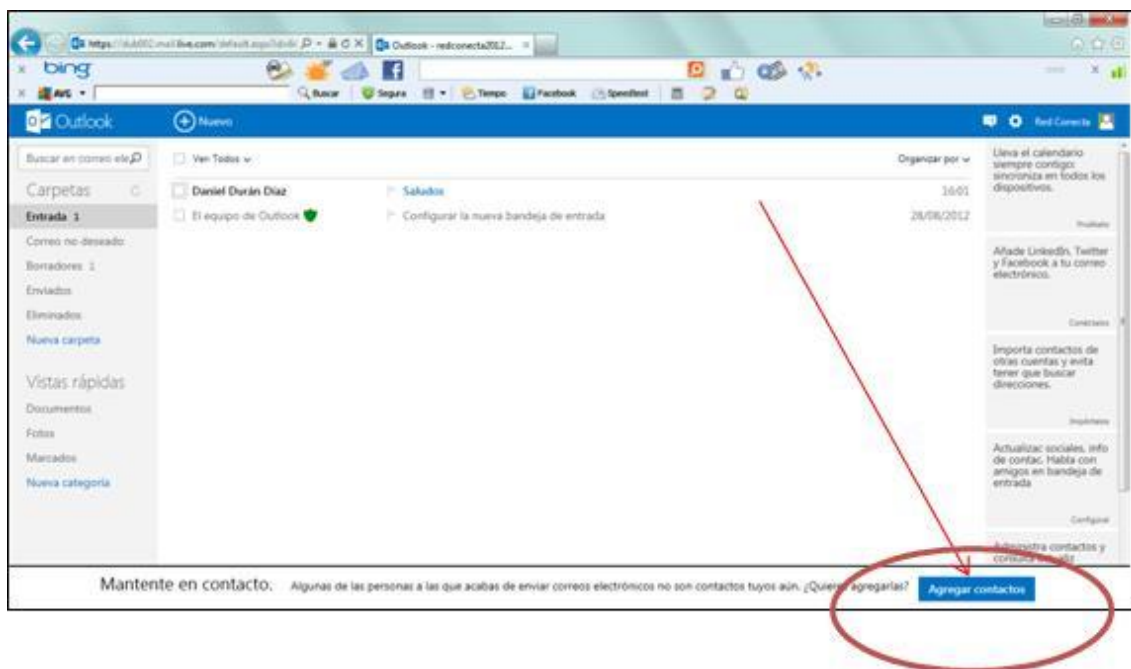 Outlook - redconecta2012...
bing
AVG
Buscar
Segura
Tiempo
Facebook
Speedtest
Outlook
Nuevo
Red Conecta
Buscar en correo ele
Ver Todos
Organizar por
Carpetas
Daniel Durán Díaz Saludos 16:01
Entrada 1
El equipo de Outlook Configurar la nueva bandeja de entrada 28/08/2012
Correo no deseado
Borradores 1
Enviados
Eliminados
Nueva carpeta
Vistas rápidas
Documentos
Fotos
Marcados
Nueva categoría
Lleva el calendario
siempre contigo:
sincroniza en todos los
dispositivos.
Añade LinkedIn, Twitter
y Facebook a tu correo
electrónico.
Importa contactos de
otras cuentas y evita
tener que buscar
direcciones.
Actualizac sociales, info
de contac. Habla con
amigos en bandeja de
entrada
Configurar
Administra contactos y
Mantente en contacto. Algunas de las personas a las que acabas de enviar correos electrónicos no son contactos tuyos aún. agregarlas? Agregar contactos